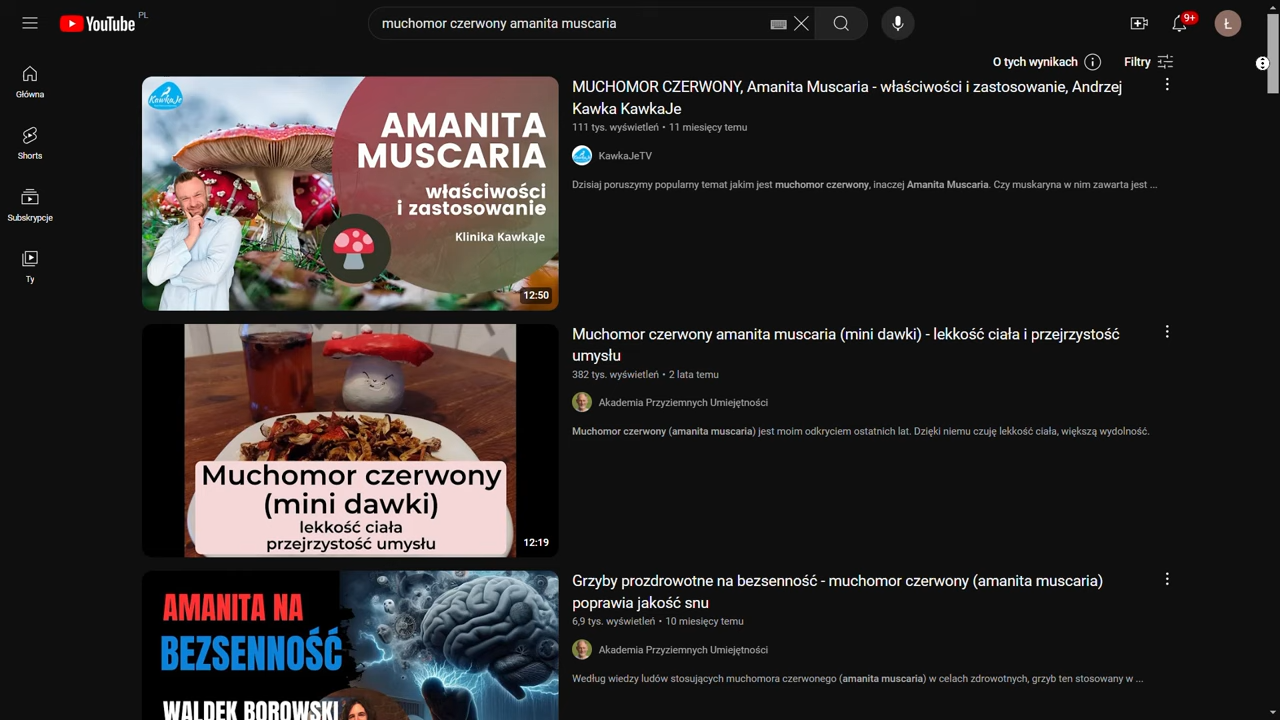 YouTube PL
muchomor czerwony amanita muscaria
9+
Ł
O tych wynikach
Filtry
Główna
Shorts
Subskrypcje
Ty
KawkaJe
AMANITA
MUSCARIA
właściwości
i zastosowanie
Klinika KawkaJe
12:50
MUCHOMOR CZERWONY, Amanita Muscaria - właściwości i zastosowanie, Andrzej
Kawka KawkaJe
111 tys. wyświetleń • 11 miesięcy temu
KawkaJeTV
Dzisiaj poruszymy popularny temat jakim jest muchomor czerwony, inaczej Amanita Muscaria. Czy muskaryna w nim zawarta jest ...
Muchomor czerwony
(mini dawki)
lekkość ciała
przejrzystość umysłu
12:19
Muchomor czerwony amanita muscaria (mini dawki) - lekkość ciała i przejrzystość
umysłu
382 tys. wyświetleń • 2 lata temu
Akademia Przyziemnych Umiejętności
Muchomor czerwony (amanita muscaria) jest moim odkryciem ostatnich lat. Dzięki niemu czuję lekkość ciała, większą wydolność.
AMANITA NA
BEZSENNOŚĆ
WALDEK BOROWSKI
Grzyby prozdrowotne na bezsenność - muchomor czerwony (amanita muscaria)
poprawia jakość snu
6,9 tys. wyświetleń • 10 miesięcy temu
Akademia Przyziemnych Umiejętności
Według wiedzy ludów stosujących muchomora czerwonego (amanita muscaria) w celach zdrowotnych, grzyb ten stosowany w ...